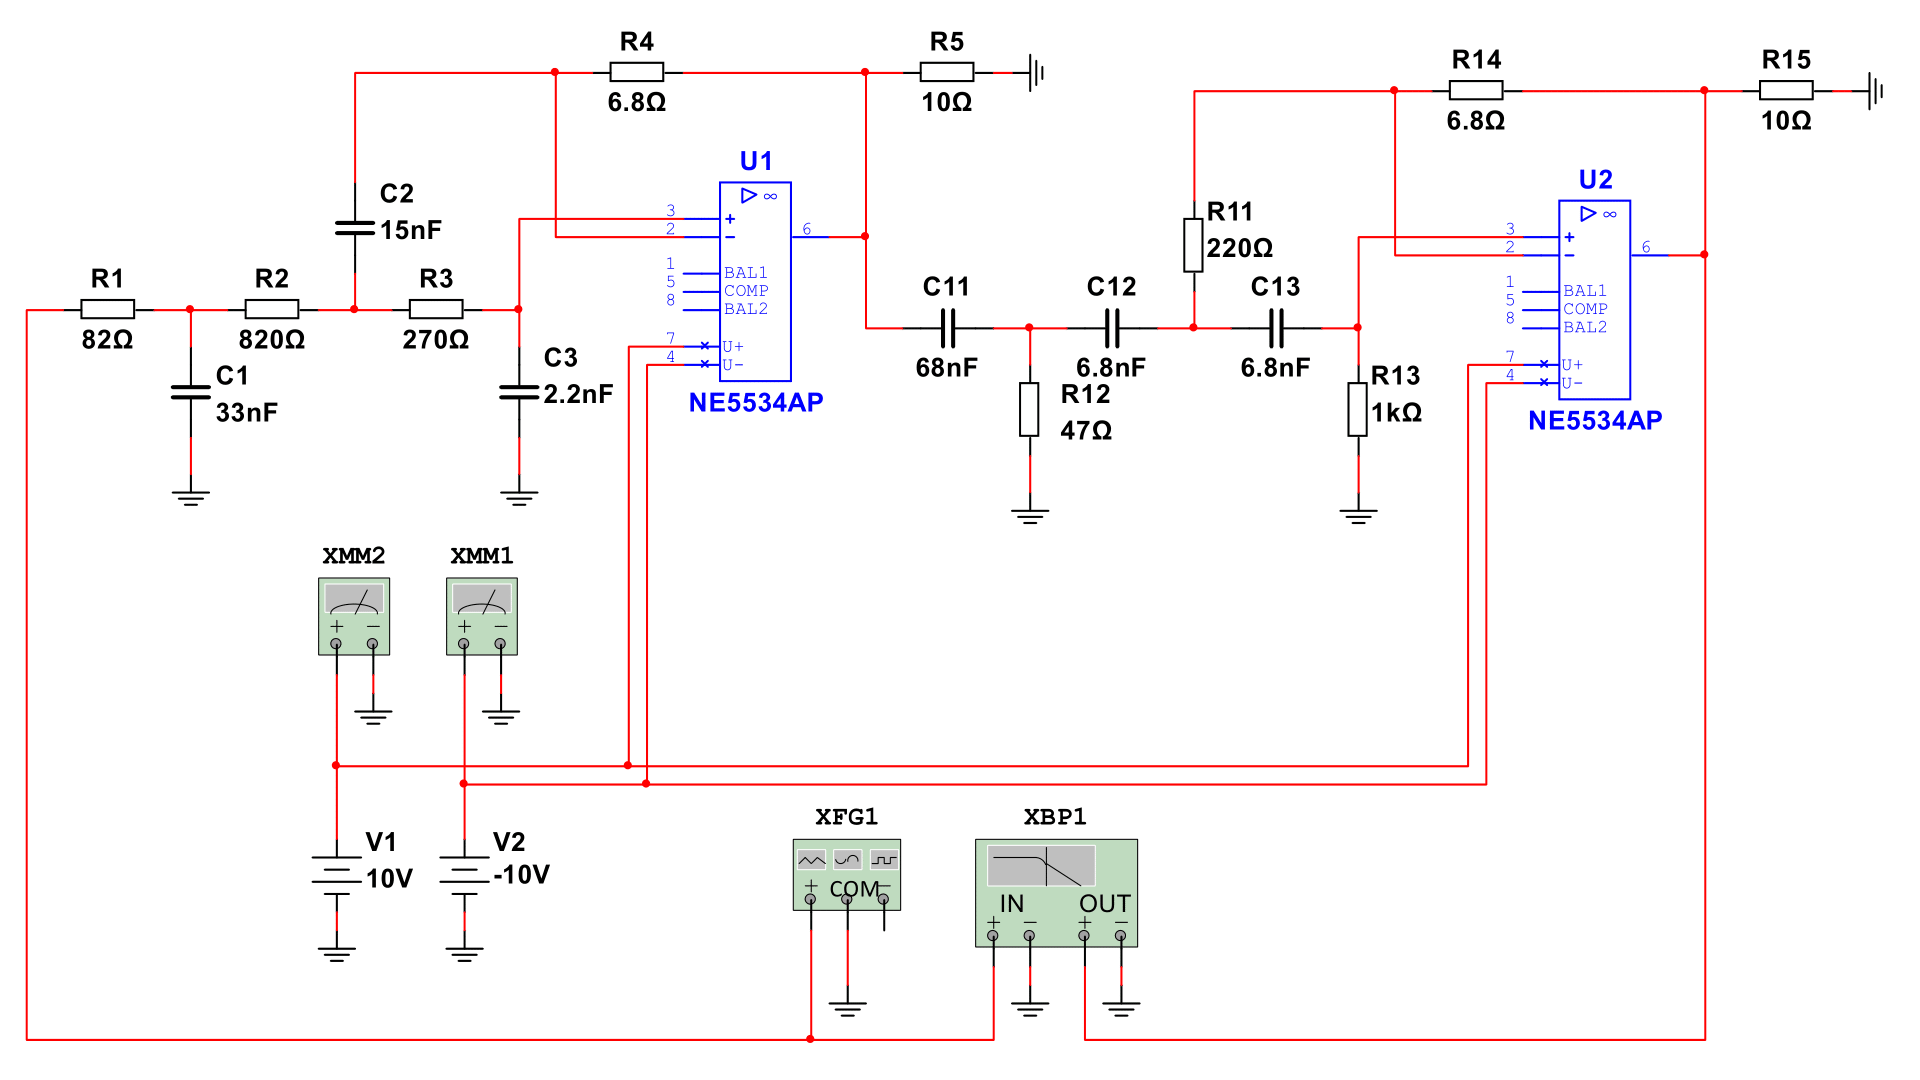 R4
6.8Ω
R5
10Ω
R14
6.8Ω
R15
10Ω
U1
▷ ∞
3 +
2 −
6
1 BAL1
5 COMP
8 BAL2
7 U+
4 U-
NE5534AP
U2
▷ ∞
3 +
2 −
6
1 BAL1
5 COMP
8 BAL2
7 U+
4 U-
NE5534AP
C2
15nF
R11
220Ω
R1
82Ω
R2
820Ω
R3
270Ω
C11
68nF
C12
6.8nF
C13
6.8nF
C1
33nF
C3
2.2nF
R12
47Ω
R13
1kΩ
XMM2
+ −
XMM1
+ −
V1
10V
V2
-10V
XFG1
+ COM −
XBP1
IN OUT
+ − + −